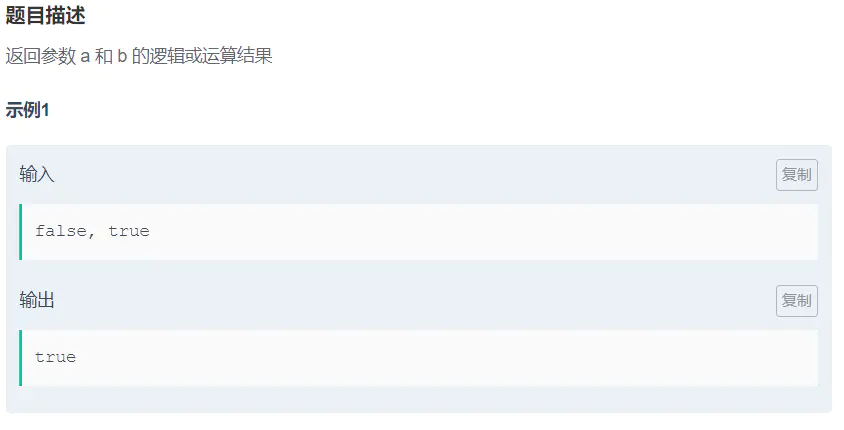 题目描述
返回参数 a 和 b 的逻辑或运算结果
示例1
输入
复制
false, true
输出
复制
true